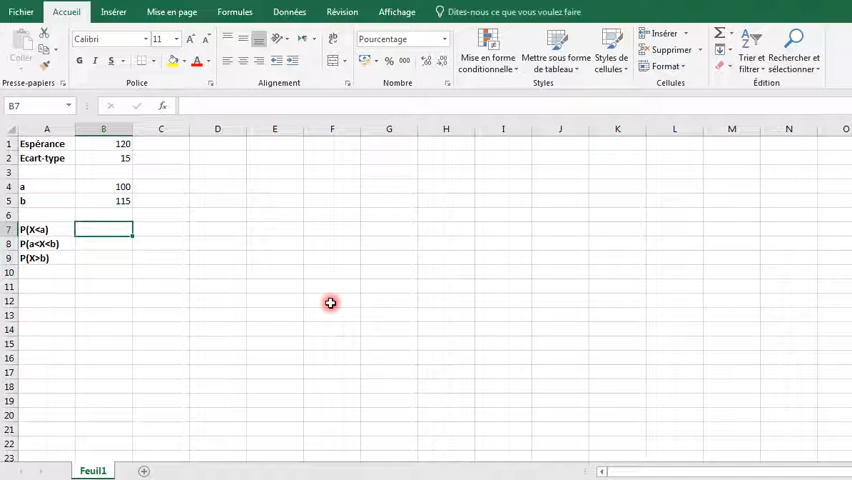 Fichier Accueil Insérer Mise en page Formules Données Révision Affichage Dites-nous ce que vous voulez faire
Coller
Presse-papiers
Calibri 11 A A
G I S A
Police
ab
Alignement
Pourcentage
% 000
Nombre
Mise en forme conditionnelle
Mettre sous forme de tableau
Styles de cellules
Styles
Insérer
Supprimer
Format
Cellules
Trier et filtrer
Rechercher et sélectionner
B7 fx
A B C D E F G H I J K L M N O
1 Espérance 120
2 Ecart-type 15
3
4 a 100
5 b 115
6
7 P(X<a)
8 P(a<X<b)
9 P(X>b)
10
11
12
13
14
15
16
17
18
19
20
21
22
23
Feuil1